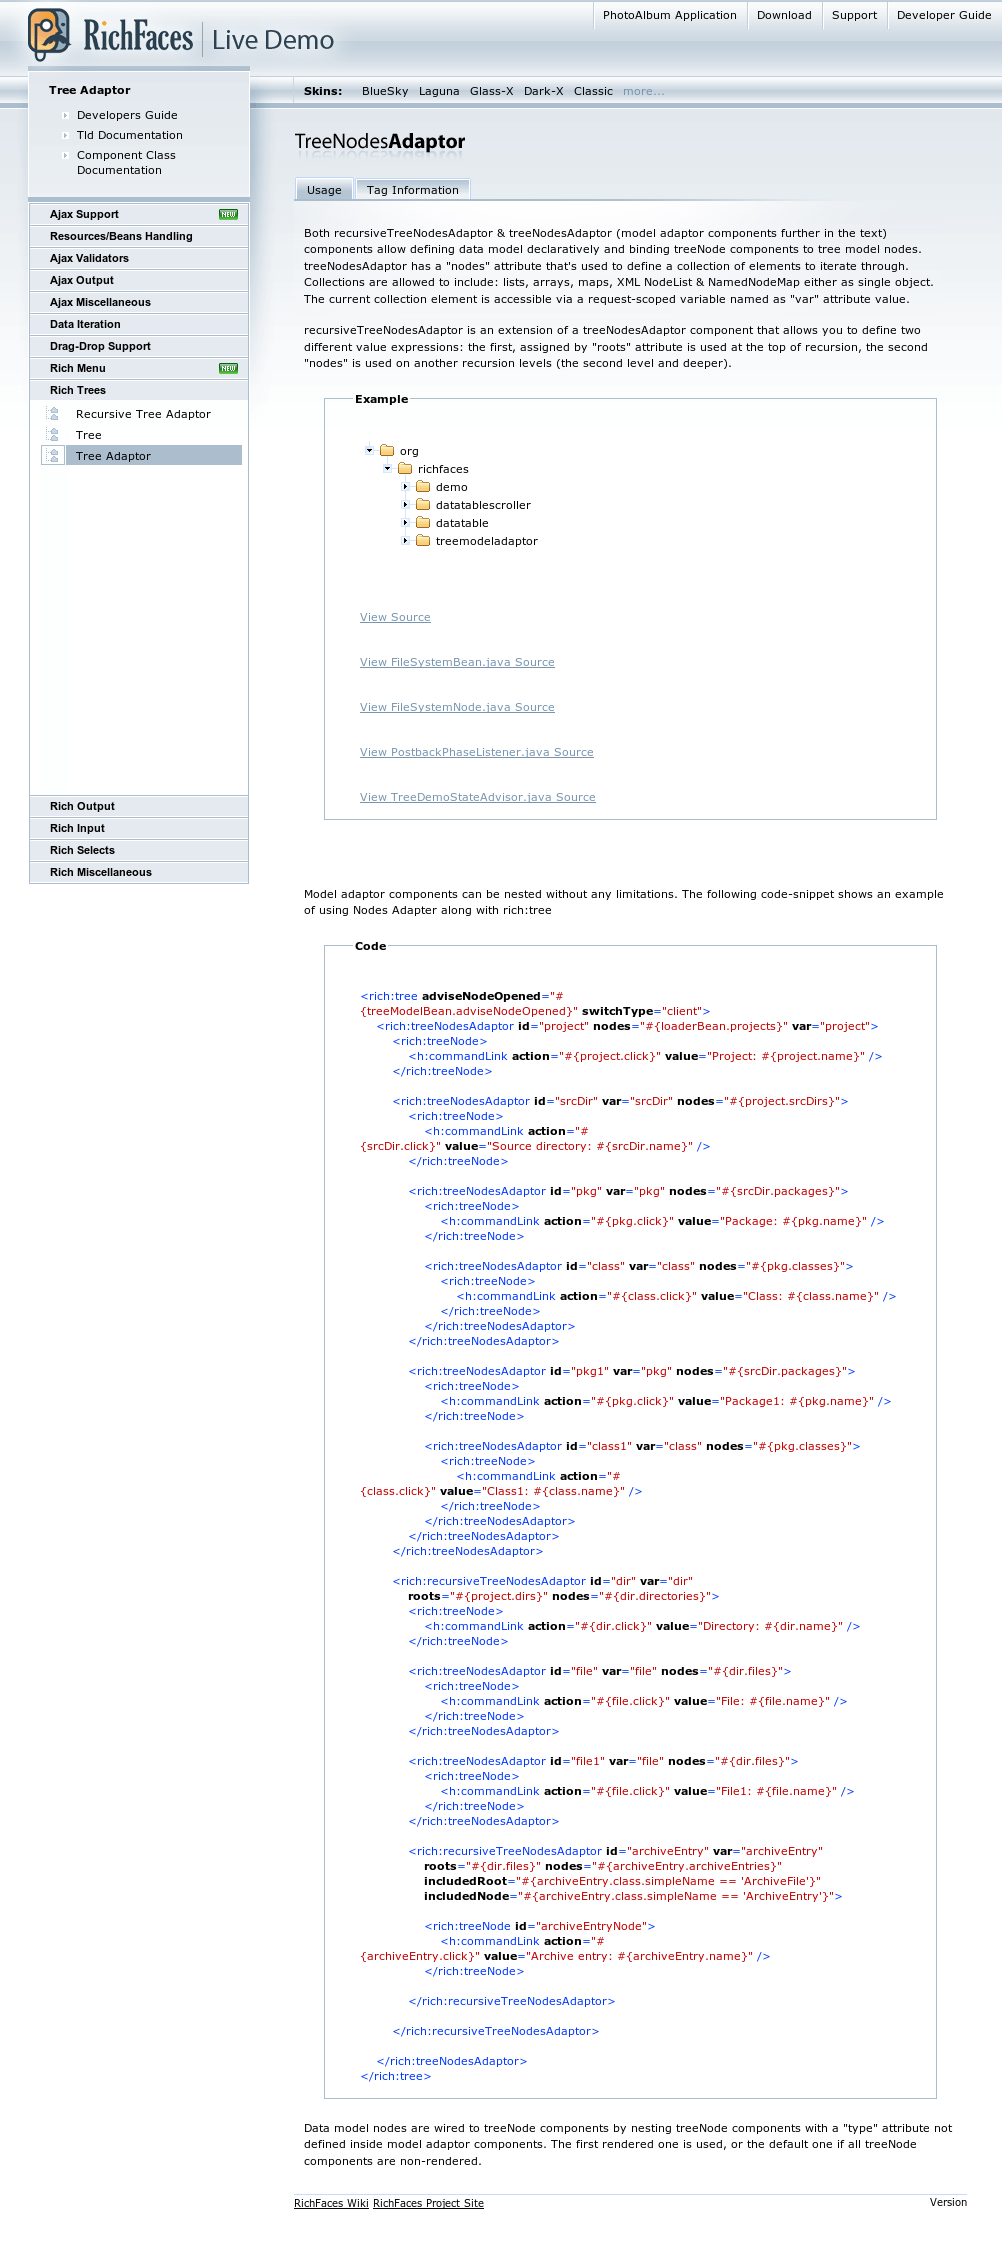 PhotoAlbum Application
Download
Support
Developer Guide
RichFaces
Live Demo
Skins:
BlueSky
Laguna
Glass-X
Dark-X
Classic
more...
Tree Adaptor
Developers Guide
Tld Documentation
Component Class
Documentation
Ajax Support
NEW
Resources/Beans Handling
Ajax Validators
Ajax Output
Ajax Miscellaneous
Data Iteration
Drag-Drop Support
Rich Menu
NEW
Rich Trees
Recursive Tree Adaptor
Tree
Tree Adaptor
Rich Output
Rich Input
Rich Selects
Rich Miscellaneous
TreeNodesAdaptor
Usage
Tag Information
Both recursiveTreeNodesAdaptor & treeNodesAdaptor (model adaptor components further in the text)
components allow defining data model declaratively and binding treeNode components to tree model nodes.
treeNodesAdaptor has a "nodes" attribute that's used to define a collection of elements to iterate through.
Collections are allowed to include: lists, arrays, maps, XML NodeList & NamedNodeMap either as single object.
The current collection element is accessible via a request-scoped variable named as "var" attribute value.
recursiveTreeNodesAdaptor is an extension of a treeNodesAdaptor component that allows you to define two
different value expressions: the first, assigned by "roots" attribute is used at the top of recursion, the second
"nodes" is used on another recursion levels (the second level and deeper).
Example
org
richfaces
demo
datatablescroller
datatable
treemodeladaptor
View Source
View FileSystemBean.java Source
View FileSystemNode.java Source
View PostbackPhaseListener.java Source
View TreeDemoStateAdvisor.java Source
Model adaptor components can be nested without any limitations. The following code-snippet shows an example
of using Nodes Adapter along with rich:tree
Code
<rich:tree adviseNodeOpened="#
{treeModelBean.adviseNodeOpened}" switchType="client">
<rich:treeNodesAdaptor id="project" nodes="#{loaderBean.projects}" var="project">
<rich:treeNode>
<h:commandLink action="#{project.click}" value="Project: #{project.name}" />
</rich:treeNode>
<rich:treeNodesAdaptor id="srcDir" var="srcDir" nodes="#{project.srcDirs}">
<rich:treeNode>
<h:commandLink action="#
{srcDir.click}" value="Source directory: #{srcDir.name}" />
</rich:treeNode>
<rich:treeNodesAdaptor id="pkg" var="pkg" nodes="#{srcDir.packages}">
<rich:treeNode>
<h:commandLink action="#{pkg.click}" value="Package: #{pkg.name}" />
</rich:treeNode>
<rich:treeNodesAdaptor id="class" var="class" nodes="#{pkg.classes}">
<rich:treeNode>
<h:commandLink action="#{class.click}" value="Class: #{class.name}" />
</rich:treeNode>
</rich:treeNodesAdaptor>
</rich:treeNodesAdaptor>
<rich:treeNodesAdaptor id="pkg1" var="pkg" nodes="#{srcDir.packages}">
<rich:treeNode>
<h:commandLink action="#{pkg.click}" value="Package1: #{pkg.name}" />
</rich:treeNode>
<rich:treeNodesAdaptor id="class1" var="class" nodes="#{pkg.classes}">
<rich:treeNode>
<h:commandLink action="#
{class.click}" value="Class1: #{class.name}" />
</rich:treeNode>
</rich:treeNodesAdaptor>
</rich:treeNodesAdaptor>
</rich:treeNodesAdaptor>
<rich:recursiveTreeNodesAdaptor id="dir" var="dir"
roots="#{project.dirs}" nodes="#{dir.directories}">
<rich:treeNode>
<h:commandLink action="#{dir.click}" value="Directory: #{dir.name}" />
</rich:treeNode>
<rich:treeNodesAdaptor id="file" var="file" nodes="#{dir.files}">
<rich:treeNode>
<h:commandLink action="#{file.click}" value="File: #{file.name}" />
</rich:treeNode>
</rich:treeNodesAdaptor>
<rich:treeNodesAdaptor id="file1" var="file" nodes="#{dir.files}">
<rich:treeNode>
<h:commandLink action="#{file.click}" value="File1: #{file.name}" />
</rich:treeNode>
</rich:treeNodesAdaptor>
<rich:recursiveTreeNodesAdaptor id="archiveEntry" var="archiveEntry"
roots="#{dir.files}" nodes="#{archiveEntry.archiveEntries}"
includedRoot="#{archiveEntry.class.simpleName == 'ArchiveFile'}"
includedNode="#{archiveEntry.class.simpleName == 'ArchiveEntry'}">
<rich:treeNode id="archiveEntryNode">
<h:commandLink action="#
{archiveEntry.click}" value="Archive entry: #{archiveEntry.name}" />
</rich:treeNode>
</rich:recursiveTreeNodesAdaptor>
</rich:recursiveTreeNodesAdaptor>
</rich:treeNodesAdaptor>
</rich:tree>
Data model nodes are wired to treeNode components by nesting treeNode components with a "type" attribute not
defined inside model adaptor components. The first rendered one is used, or the default one if all treeNode
components are non-rendered.
RichFaces Wiki RichFaces Project Site
Version